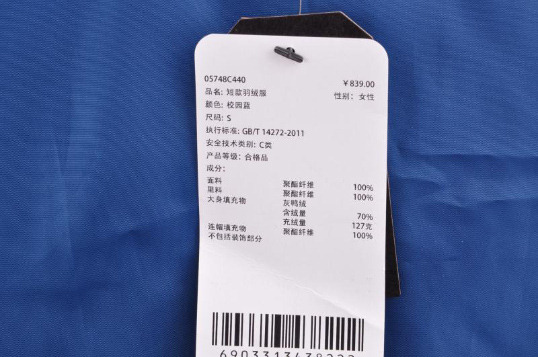 05748C440 ￥839.00
品名: 短款羽绒服 性别: 女性
颜色: 校园蓝
尺码: S
执行标准: GB/T 14272-2011
安全技术类别: C类
产品等级: 合格品
成分:
面料 聚酯纤维 100%
里料 聚酯纤维 100%
大身填充物 灰鸭绒
含绒量 70%
充绒量 127克
连帽填充物 聚酯纤维 100%
不包括装饰部分